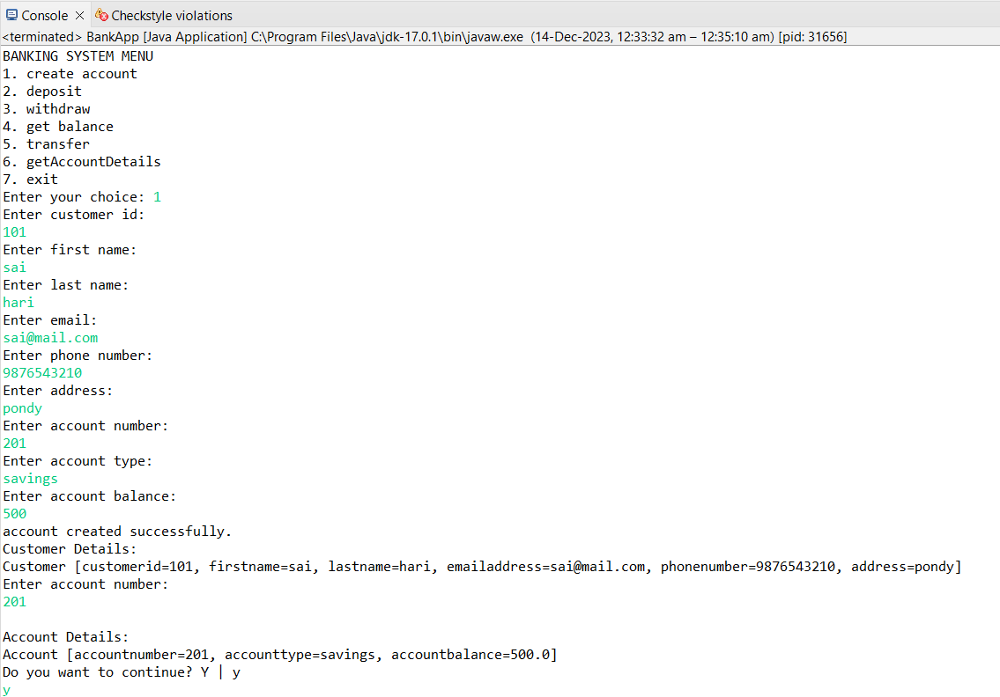 Console
Checkstyle violations
<terminated> BankApp [Java Application] C:\Program Files\Java\jdk-17.0.1\bin\javaw.exe (14-Dec-2023, 12:33:32 am – 12:35:10 am) [pid: 31656]
BANKING SYSTEM MENU
1. create account
2. deposit
3. withdraw
4. get balance
5. transfer
6. getAccountDetails
7. exit
Enter your choice: 1
Enter customer id:
101
Enter first name:
sai
Enter last name:
hari
Enter email:
sai@mail.com
Enter phone number:
9876543210
Enter address:
pondy
Enter account number:
201
Enter account type:
savings
Enter account balance:
500
account created successfully.
Customer Details:
Customer [customerid=101, firstname=sai, lastname=hari, emailaddress=sai@mail.com, phonenumber=9876543210, address=pondy]
Enter account number:
201
Account Details:
Account [accountnumber=201, accounttype=savings, accountbalance=500.0]
Do you want to continue? Y | y
y